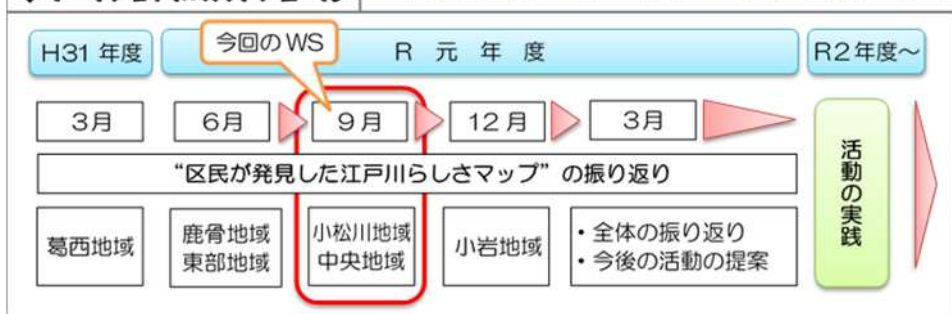 今回のWS
H31 年度
R 元 年 度
R2年度～
3月
6月
9月
12月
3月
“区民が発見した江戸川らしさマップ” の振り返り
葛西地域
鹿骨地域
東部地域
小松川地域
中央地域
小岩地域
・全体の振り返り
・今後の活動の提案
活動の実践